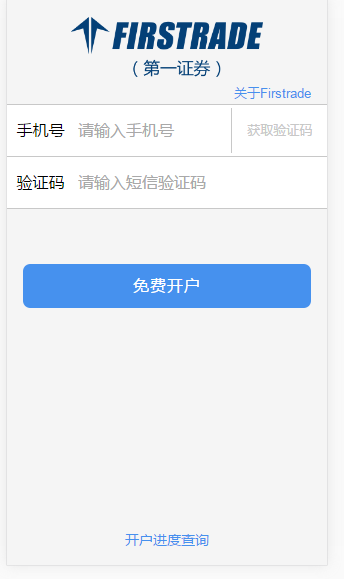 FIRSTRADE
（第一证券）
关于Firstrade
手机号 请输入手机号 获取验证码
验证码 请输入短信验证码
免费开户
开户进度查询